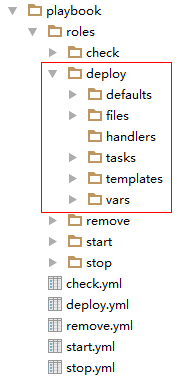 playbook
roles
check
deploy
defaults
files
handlers
tasks
templates
vars
remove
start
stop
check.yml
deploy.yml
remove.yml
start.yml
stop.yml